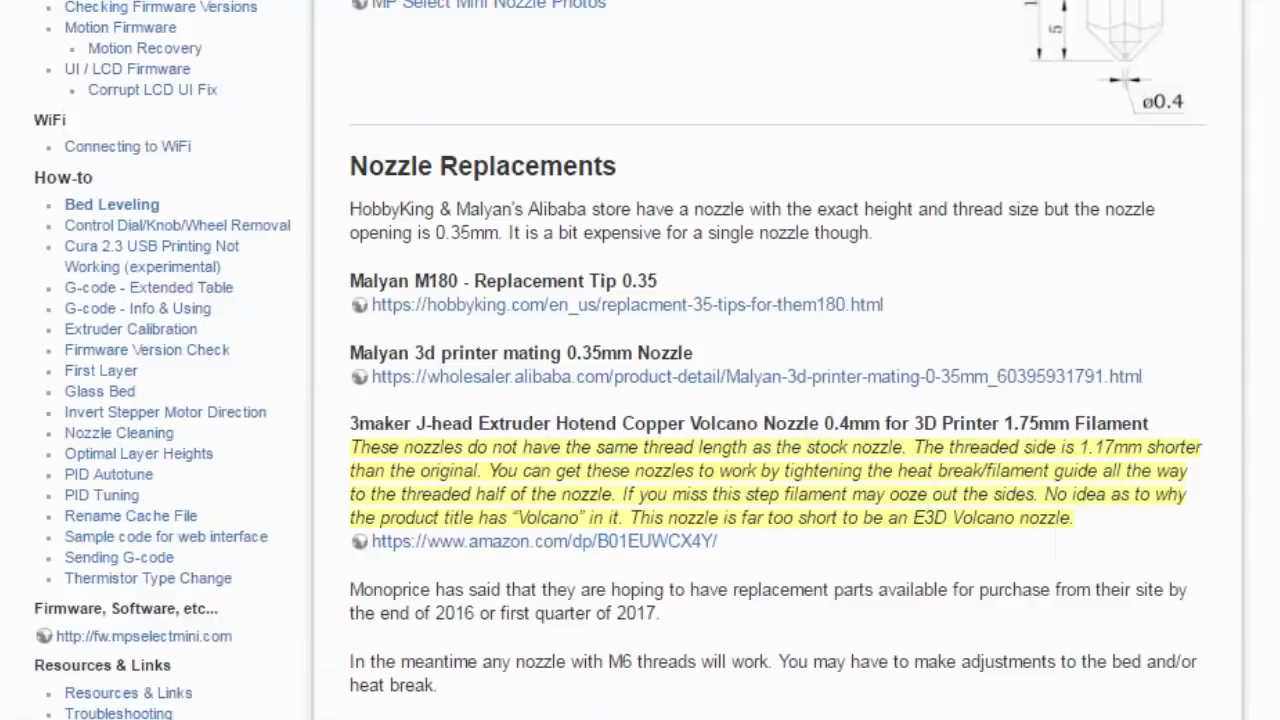 Checking Firmware Versions
Motion Firmware
Motion Recovery
UI / LCD Firmware
Corrupt LCD UI Fix
WiFi
Connecting to WiFi
How-to
Bed Leveling
Control Dial/Knob/Wheel Removal
Cura 2.3 USB Printing Not
Working (experimental)
G-code - Extended Table
G-code - Info & Using
Extruder Calibration
Firmware Version Check
First Layer
Glass Bed
Invert Stepper Motor Direction
Nozzle Cleaning
Optimal Layer Heights
PID Autotune
PID Tuning
Rename Cache File
Sample code for web interface
Sending G-code
Thermistor Type Change
Firmware, Software, etc...
http://fw.mpselectmini.com
Resources & Links
Resources & Links
Troubleshooting
MP Select Mini Nozzle Photos
5
ø0.4
Nozzle Replacements
HobbyKing & Malyan's Alibaba store have a nozzle with the exact height and thread size but the nozzle
opening is 0.35mm. It is a bit expensive for a single nozzle though.
Malyan M180 - Replacement Tip 0.35
https://hobbyking.com/en_us/replacment-35-tips-for-them180.html
Malyan 3d printer mating 0.35mm Nozzle
https://wholesaler.alibaba.com/product-detail/Malyan-3d-printer-mating-0-35mm_60395931791.html
3maker J-head Extruder Hotend Copper Volcano Nozzle 0.4mm for 3D Printer 1.75mm Filament
These nozzles do not have the same thread length as the stock nozzle. The threaded side is 1.17mm shorter
than the original. You can get these nozzles to work by tightening the heat break/filament guide all the way
to the threaded half of the nozzle. If you miss this step filament may ooze out the sides. No idea as to why
the product title has “Volcano” in it. This nozzle is far too short to be an E3D Volcano nozzle.
https://www.amazon.com/dp/B01EUWCX4Y/
Monoprice has said that they are hoping to have replacement parts available for purchase from their site by
the end of 2016 or first quarter of 2017.
In the meantime any nozzle with M6 threads will work. You may have to make adjustments to the bed and/or
heat break.